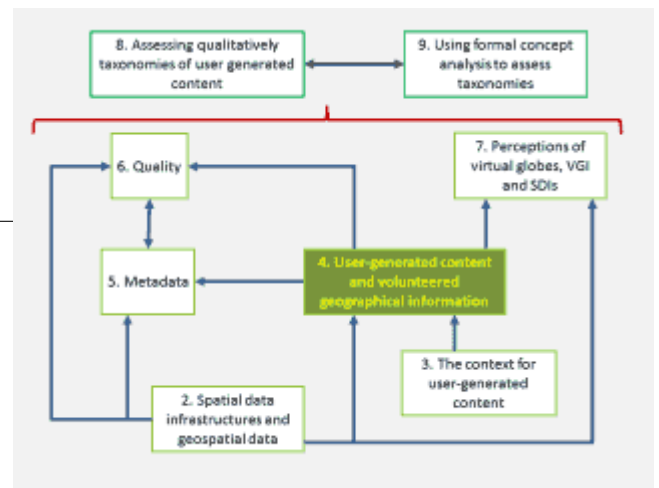 8. Assessing qualitatively
taxonomies of user generated
content
9. Using formal concept
analysis to assess
taxonomies
6. Quality
7. Perceptions of
virtual globes, VGI
and SDIs
5. Metadata
4. User-generated content
and volunteered
geographical information
3. The context for
user-generated
content
2. Spatial data
infrastructures and
geospatial data